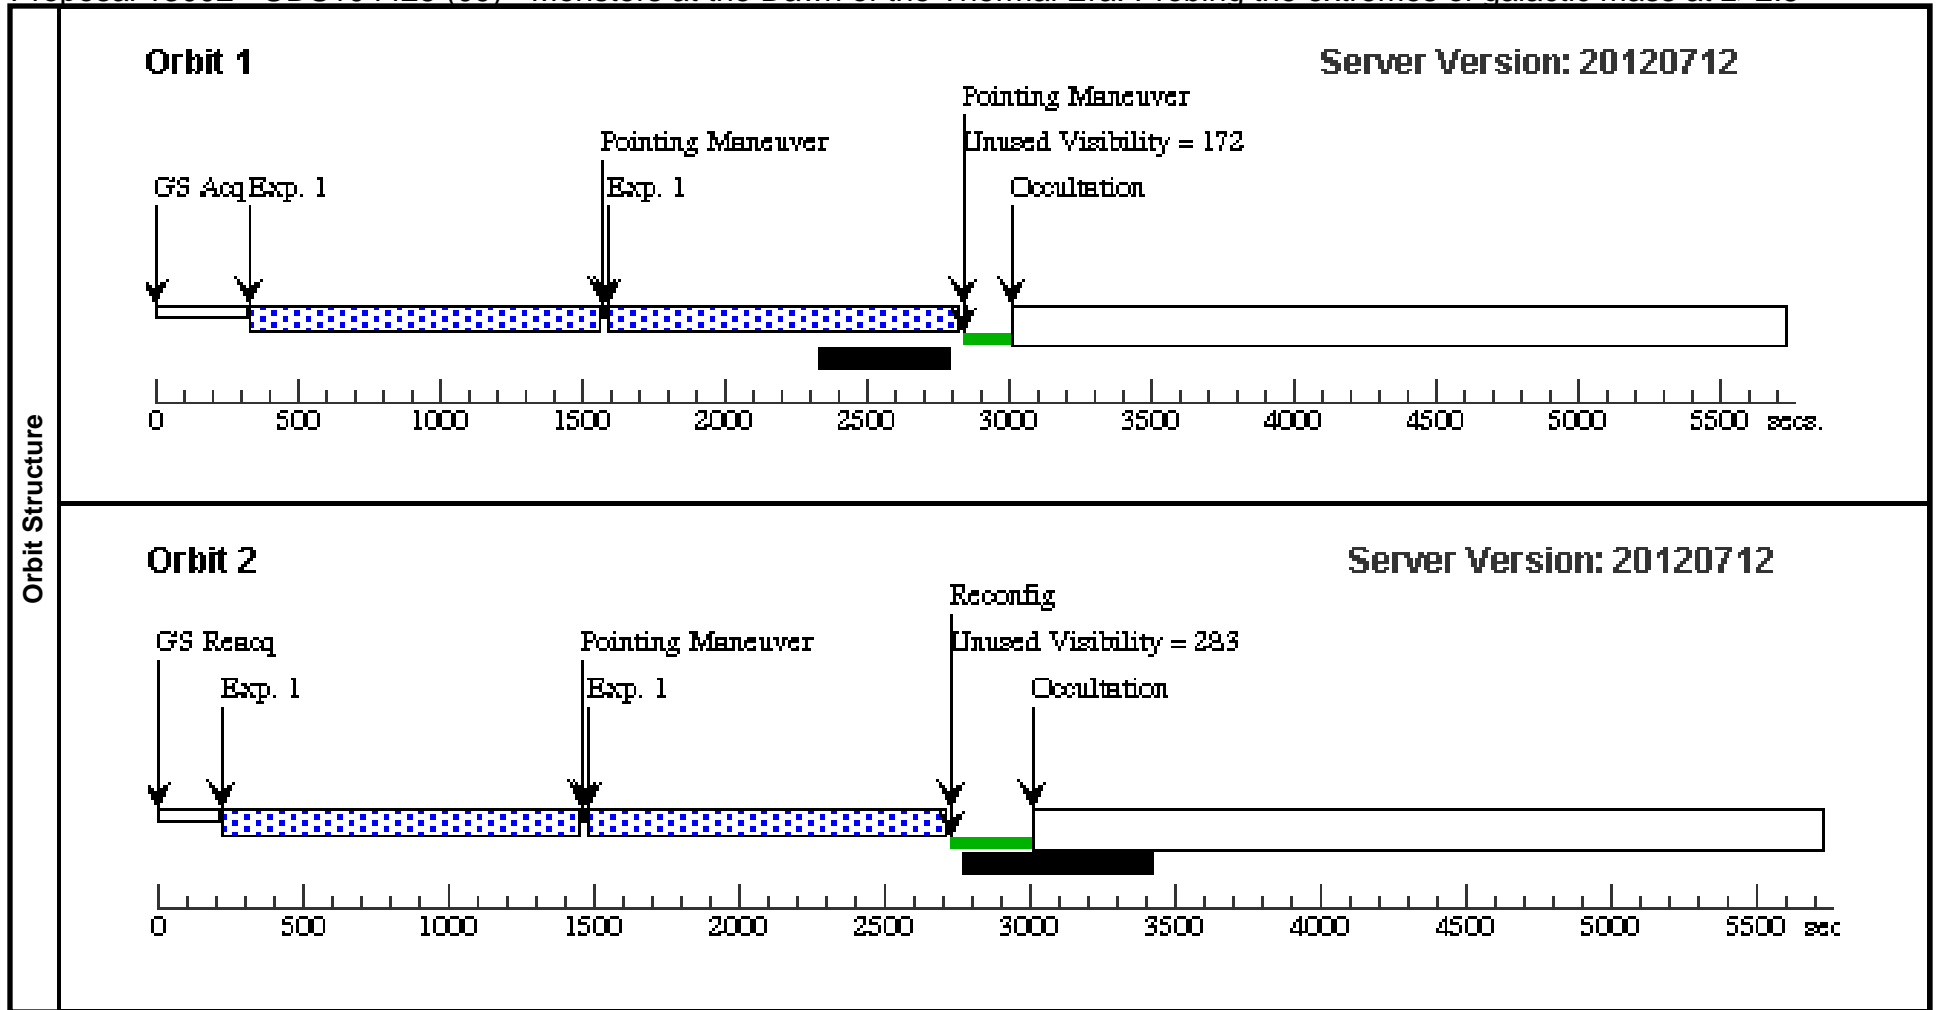 Orbit Structure
Orbit 1
Server Version: 20120712
Pointing Maneuver
Pointing Maneuver
Unused Visibility = 172
GS Acq
Exp. 1
Exp. 1
Occultation
0 500 1000 1500 2000 2500 3000 3500 4000 4500 5000 5500 secs.
Orbit 2
Server Version: 20120712
Reconfig
GS Reacq
Pointing Maneuver
Unused Visibility = 283
Exp. 1
Exp. 1
Occultation
0 500 1000 1500 2000 2500 3000 3500 4000 4500 5000 5500 sec